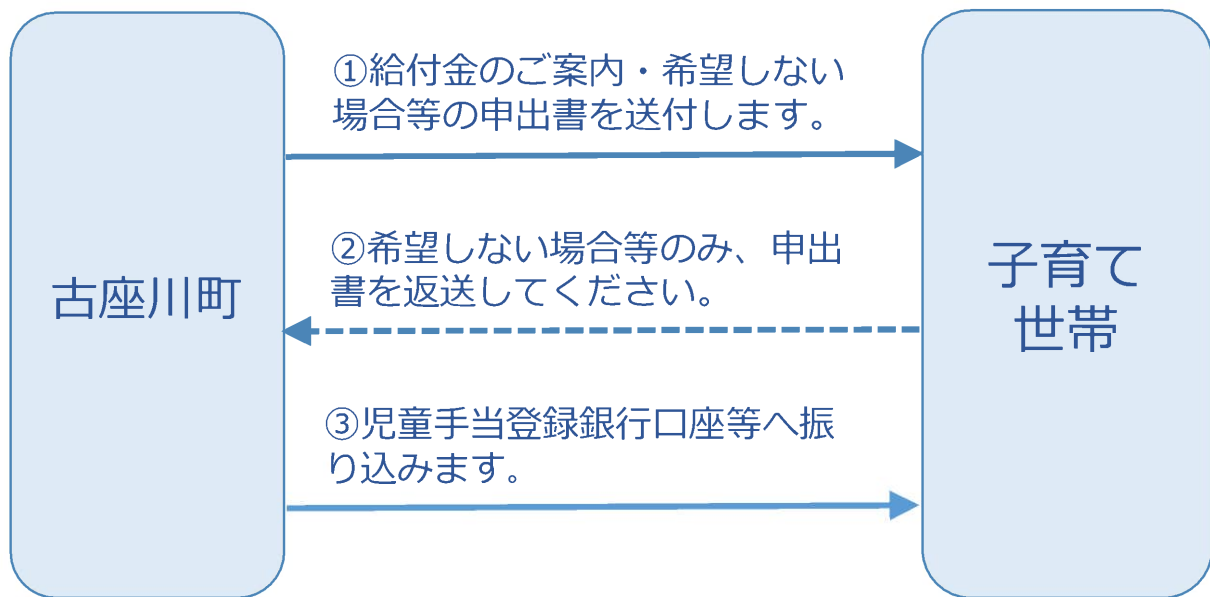 ①給付金のご案内・希望しない
場合等の申出書を送付します。
②希望しない場合等のみ、申出
書を返送してください。
古座川町
子育て
世帯
③児童手当登録銀行口座等へ振
り込みます。